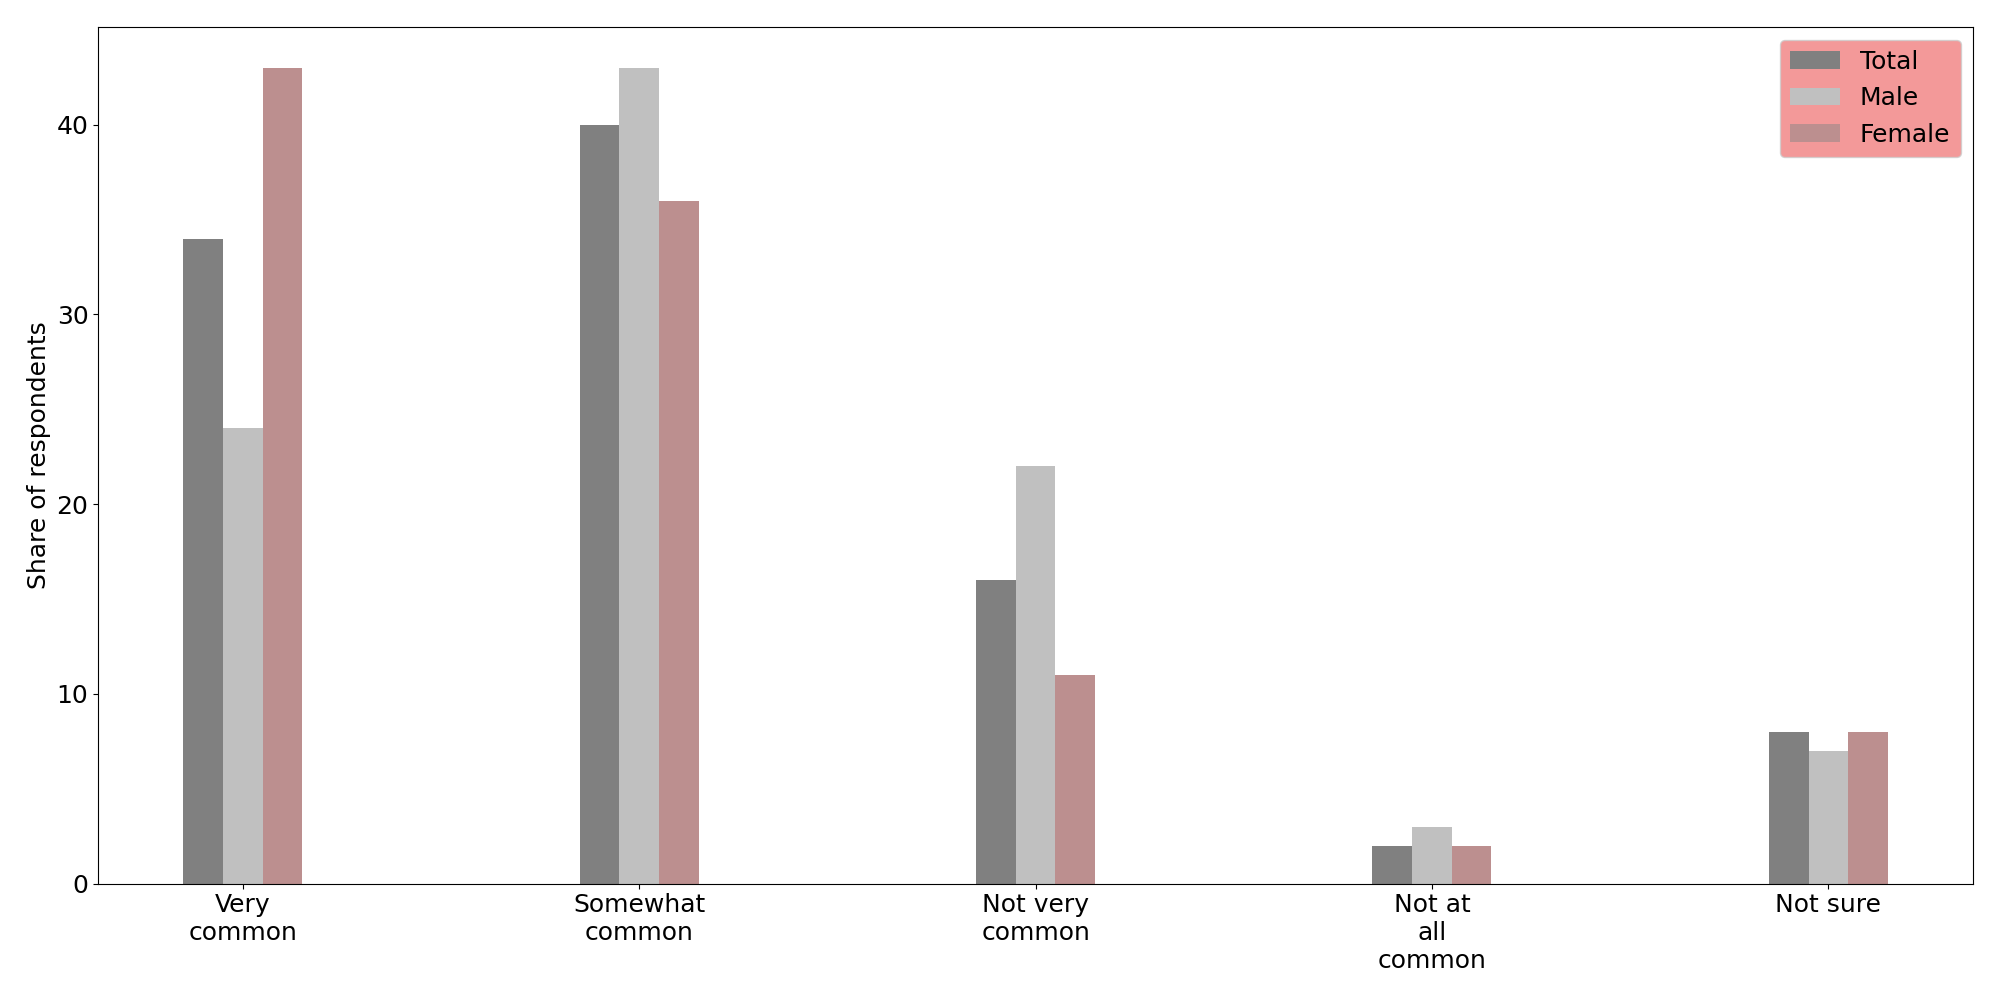 Total
Male
Female
Share of respondents
40
30
20
10
0
Very
common
Somewhat
common
Not very
common
Not at
all
common
Not sure